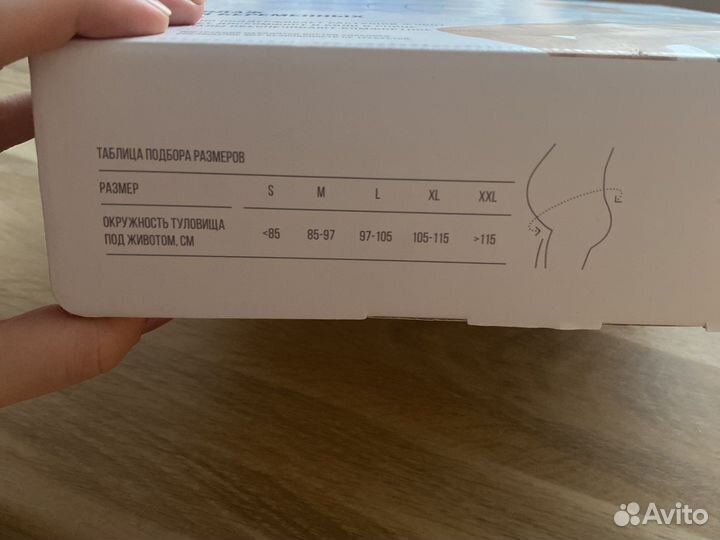 БЕРЕМЕННЫХ
ТАБЛИЦА ПОДБОРА РАЗМЕРОВ
РАЗМЕР S M L XL XXL
ОКРУЖНОСТЬ ТУЛОВИЩА
ПОД ЖИВОТОМ, СМ <85 85-97 97-105 105-115 >115
Avito